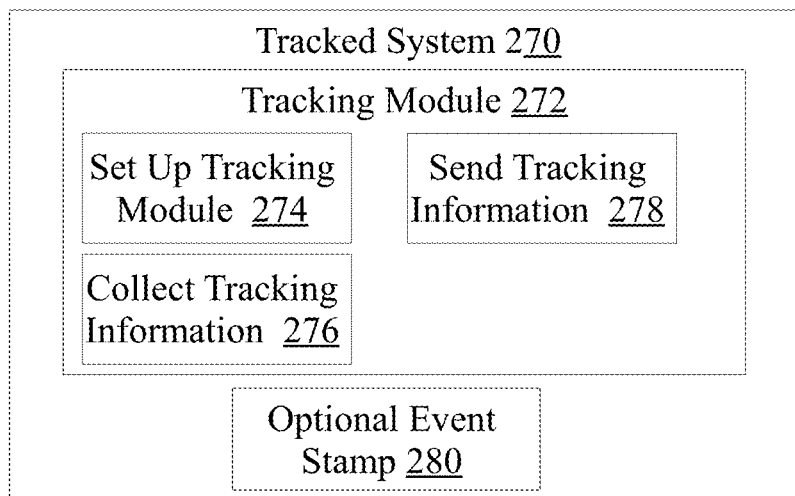 Tracked System 270
Tracking Module 272
Set Up Tracking
Module 274
Send Tracking
Information 278
Collect Tracking
Information 276
Optional Event
Stamp 280